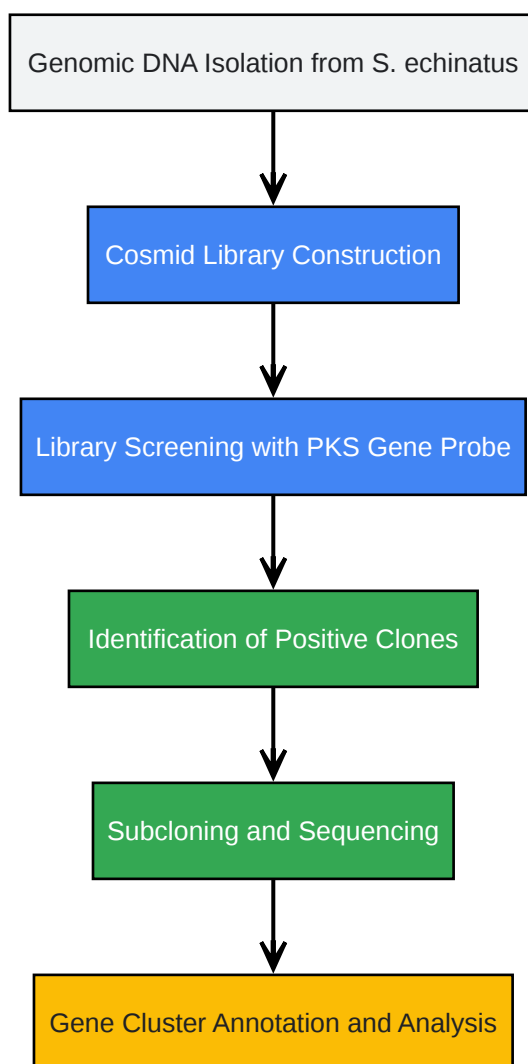 Genomic DNA Isolation from S. echinatus
Cosmid Library Construction
Library Screening with PKS Gene Probe
Identification of Positive Clones
Subcloning and Sequencing
Gene Cluster Annotation and Analysis